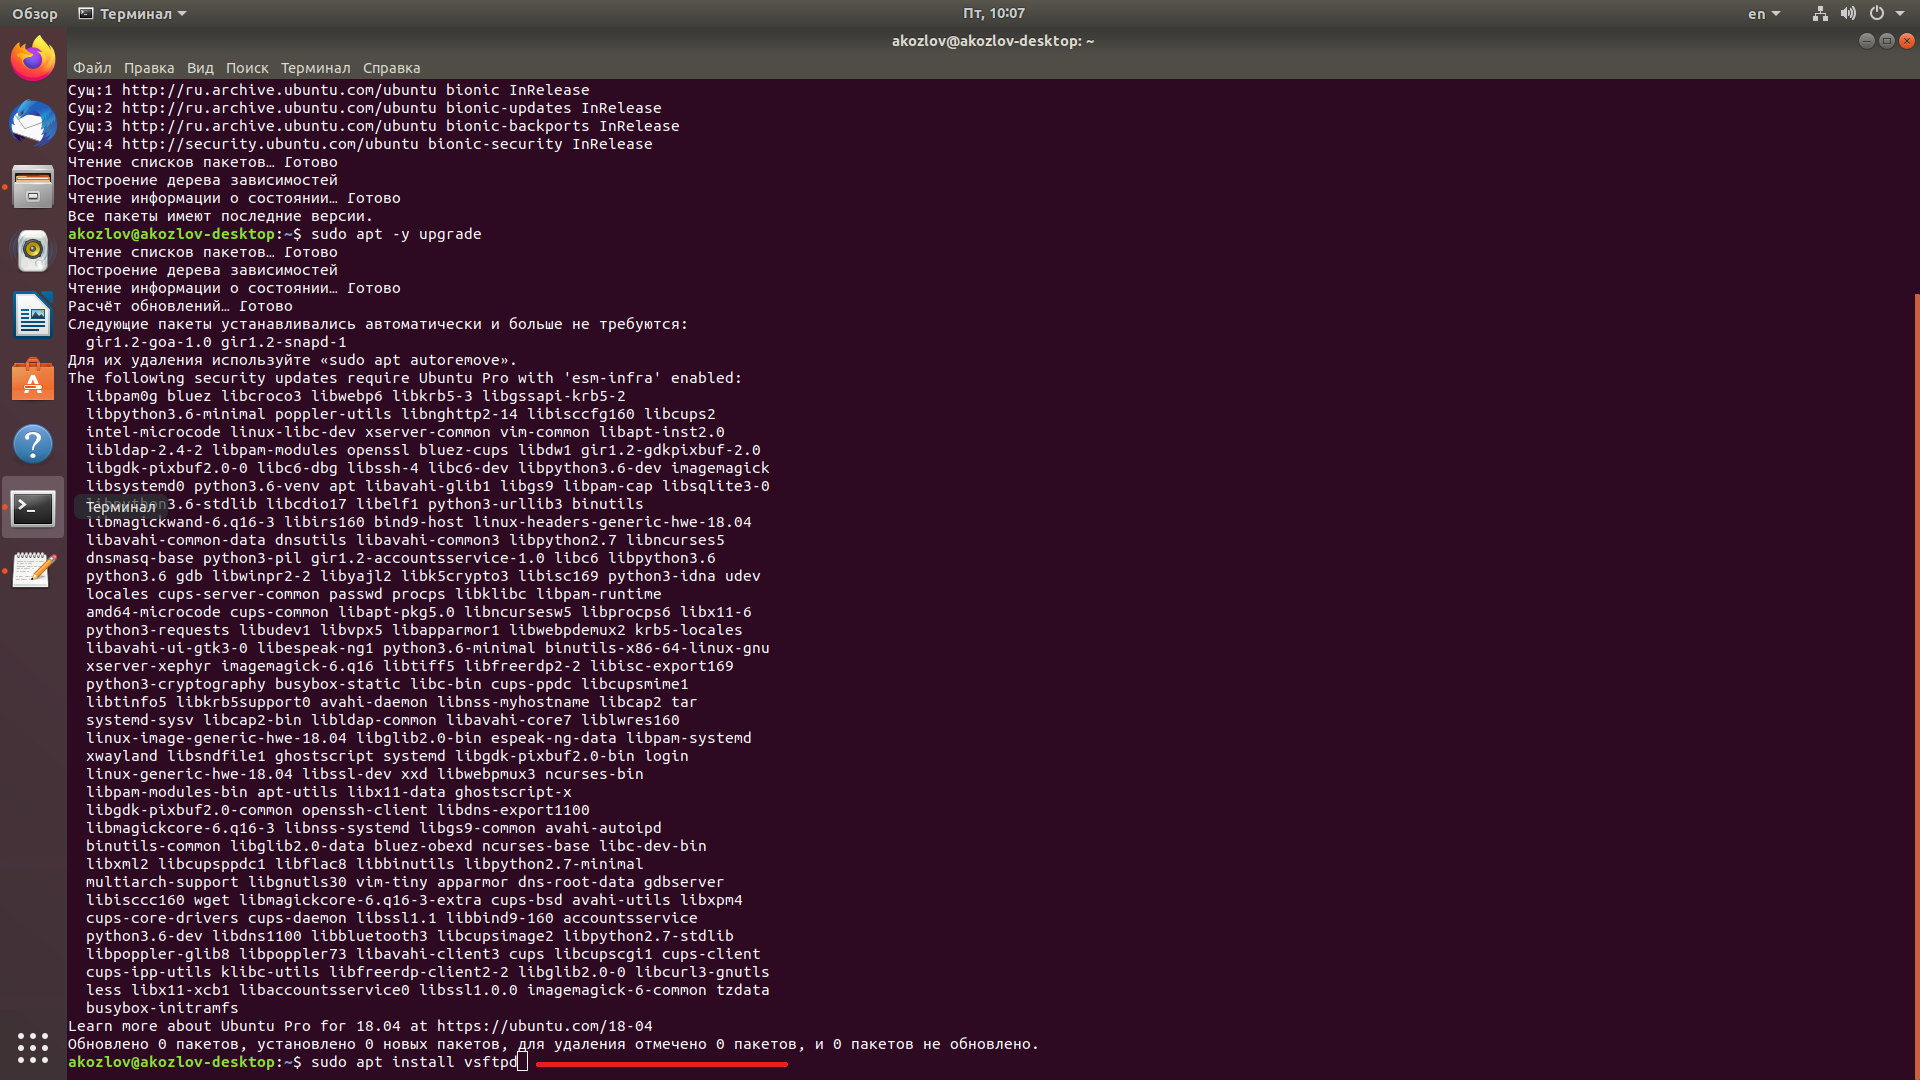 Обзор Терминал Пт, 10:07 en
akozlov@akozlov-desktop: ~
Файл Правка Вид Поиск Терминал Справка
Сущ:1 http://ru.archive.ubuntu.com/ubuntu bionic InRelease
Сущ:2 http://ru.archive.ubuntu.com/ubuntu bionic-updates InRelease
Сущ:3 http://ru.archive.ubuntu.com/ubuntu bionic-backports InRelease
Сущ:4 http://security.ubuntu.com/ubuntu bionic-security InRelease
Чтение списков пакетов… Готово
Построение дерева зависимостей
Чтение информации о состоянии… Готово
Все пакеты имеют последние версии.
akozlov@akozlov-desktop:~$ sudo apt -y upgrade
Чтение списков пакетов… Готово
Построение дерева зависимостей
Чтение информации о состоянии… Готово
Расчёт обновлений… Готово
Следующие пакеты устанавливались автоматически и больше не требуются:
gir1.2-goa-1.0 gir1.2-snapd-1
Для их удаления используйте «sudo apt autoremove».
The following security updates require Ubuntu Pro with 'esm-infra' enabled:
libpam0g bluez libcroco3 libwebp6 libkrb5-3 libgssapi-krb5-2
libpython3.6-minimal poppler-utils libnghttp2-14 libisccfg160 libcups2
intel-microcode linux-libc-dev xserver-common vim-common libapt-inst2.0
libldap-2.4-2 libpam-modules openssl bluez-cups libdw1 gir1.2-gdkpixbuf-2.0
libgdk-pixbuf2.0-0 libc6-dbg libssh-4 libc6-dev libpython3.6-dev imagemagick
libsystemd0 python3.6-venv apt libavahi-glib1 libgs9 libpam-cap libsqlite3-0
libpython3.6-stdlib libcdio17 libelf1 python3-urllib3 binutils
Терминал
libmagickwand-6.q16-3 libirs160 bind9-host linux-headers-generic-hwe-18.04
libavahi-common-data dnsutils libavahi-common3 libpython2.7 libncurses5
dnsmasq-base python3-pil gir1.2-accountsservice-1.0 libc6 libpython3.6
python3.6 gdb libwinpr2-2 libyajl2 libk5crypto3 libisc169 python3-idna udev
locales cups-server-common passwd procps libklibc libpam-runtime
amd64-microcode cups-common libapt-pkg5.0 libncursesw5 libprocps6 libx11-6
python3-requests libudev1 libvpx5 libapparmor1 libwebpdemux2 krb5-locales
libavahi-ui-gtk3-0 libespeak-ng1 python3.6-minimal binutils-x86-64-linux-gnu
xserver-xephyr imagemagick-6.q16 libtiff5 libfreerdp2-2 libisc-export169
python3-cryptography busybox-static libc-bin cups-ppdc libcupsmime1
libtinfo5 libkrb5support0 avahi-daemon libnss-myhostname libcap2 tar
systemd-sysv libcap2-bin libldap-common libavahi-core7 liblwres160
linux-image-generic-hwe-18.04 libglib2.0-bin espeak-ng-data libpam-systemd
xwayland libsndfile1 ghostscript systemd libgdk-pixbuf2.0-bin login
linux-generic-hwe-18.04 libssl-dev xxd libwebpmux3 ncurses-bin
libpam-modules-bin apt-utils libx11-data ghostscript-x
libgdk-pixbuf2.0-common openssh-client libdns-export1100
libmagickcore-6.q16-3 libnss-systemd libgs9-common avahi-autoipd
binutils-common libglib2.0-data bluez-obexd ncurses-base libc-dev-bin
libxml2 libcupsppdc1 libflac8 libbinutils libpython2.7-minimal
multiarch-support libgnutls30 vim-tiny apparmor dns-root-data gdbserver
libisccc160 wget libmagickcore-6.q16-3-extra cups-bsd avahi-utils libxpm4
cups-core-drivers cups-daemon libssl1.1 libbind9-160 accountsservice
python3.6-dev libdns1100 libbluetooth3 libcupsimage2 libpython2.7-stdlib
libpoppler-glib8 libpoppler73 libavahi-client3 cups libcupscgi1 cups-client
cups-ipp-utils klibc-utils libfreerdp-client2-2 libglib2.0-0 libcurl3-gnutls
less libx11-xcb1 libaccountsservice0 libssl1.0.0 imagemagick-6-common tzdata
busybox-initramfs
Learn more about Ubuntu Pro for 18.04 at https://ubuntu.com/18-04
Обновлено 0 пакетов, установлено 0 новых пакетов, для удаления отмечено 0 пакетов, и 0 пакетов не обновлено.
akozlov@akozlov-desktop:~$ sudo apt install vsftpd